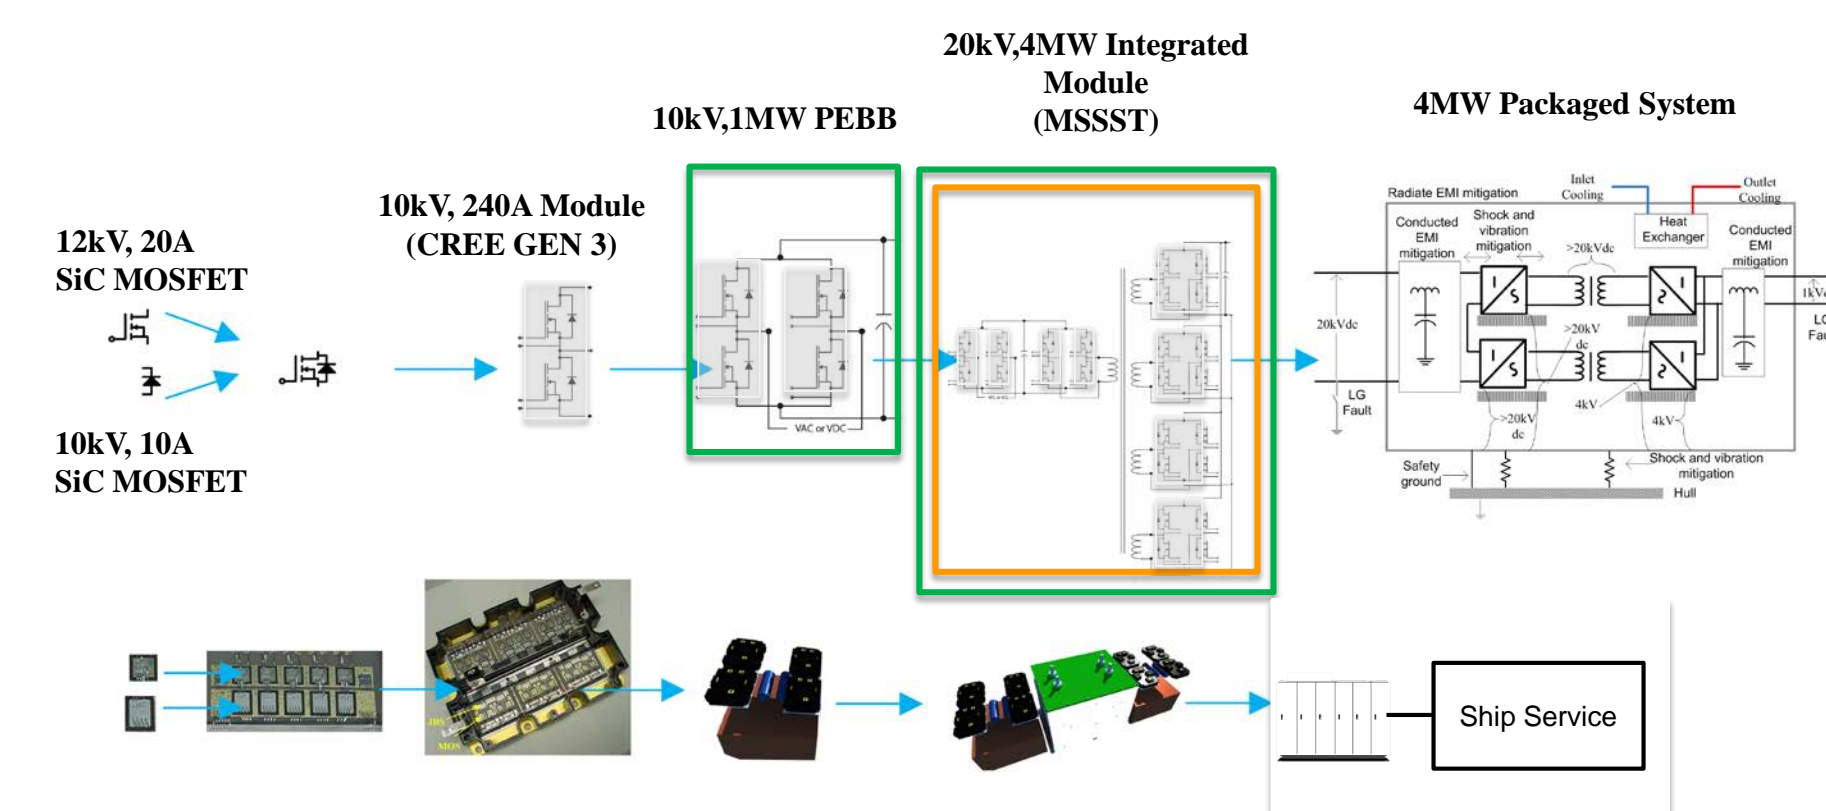 20kV,4MW Integrated
Module
(MSSST)
10kV,1MW PEBB
4MW Packaged System
10kV, 240A Module
(CREE GEN 3)
12kV, 20A
SiC MOSFET
10kV, 10A
SiC MOSFET
VAC or VDC
Inlet
Cooling
Outlet
Cooling
Radiate EMI mitigation
Conducted
EMI
mitigation
Shock and
vibration
mitigation
>20kVdc
Heat
Exchanger
Conducted
EMI
mitigation
20kVdc
>20kV
dc
LG
Fault
>20kV
dc
4kV
4kV
Safety
ground
Shock and vibration
mitigation
Hull
JBS
MOS
Ship Service